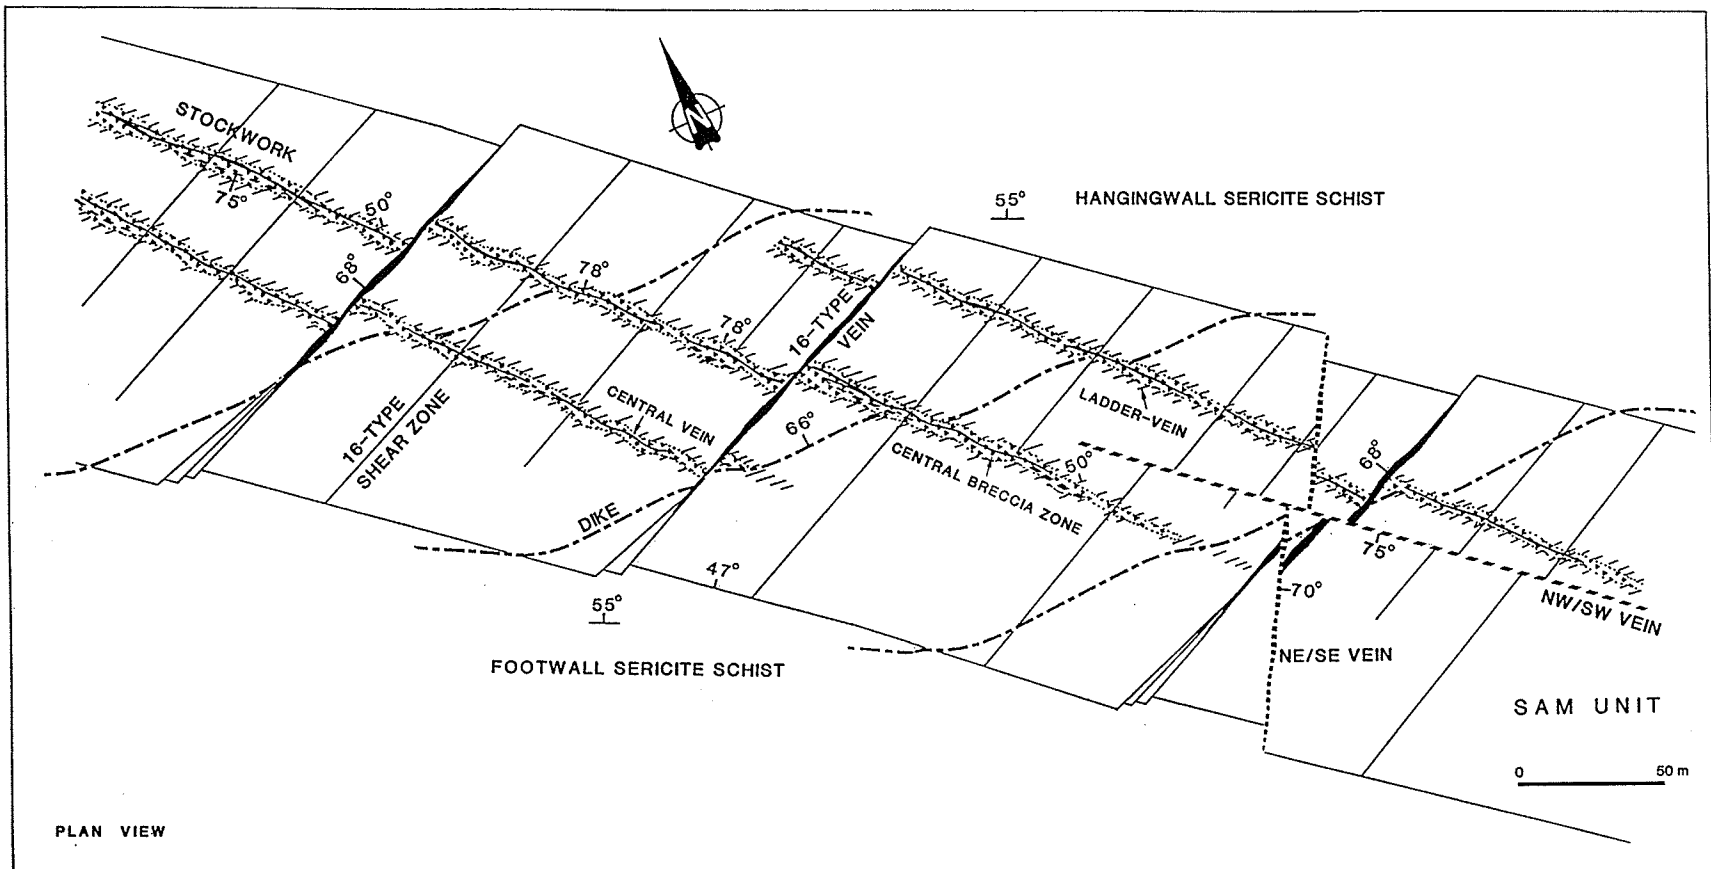 STOCKWORK
75°
50°
68°
N
78°
78°
16-TYPE
VEIN
55°
HANGINGWALL SERICITE SCHIST
16-TYPE
SHEAR ZONE
CENTRAL VEIN
66°
LADDER-VEIN
CENTRAL BRECCIA ZONE
50°
68°
75°
DIKE
47°
55°
70°
NW/SW VEIN
NE/SE VEIN
FOOTWALL SERICITE SCHIST
SAM UNIT
0 50 m
PLAN VIEW